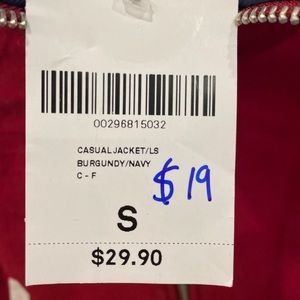 00296815032
CASUAL JACKET/LS
BURGUNDY/NAVY
C - F
$19
S
$29.90